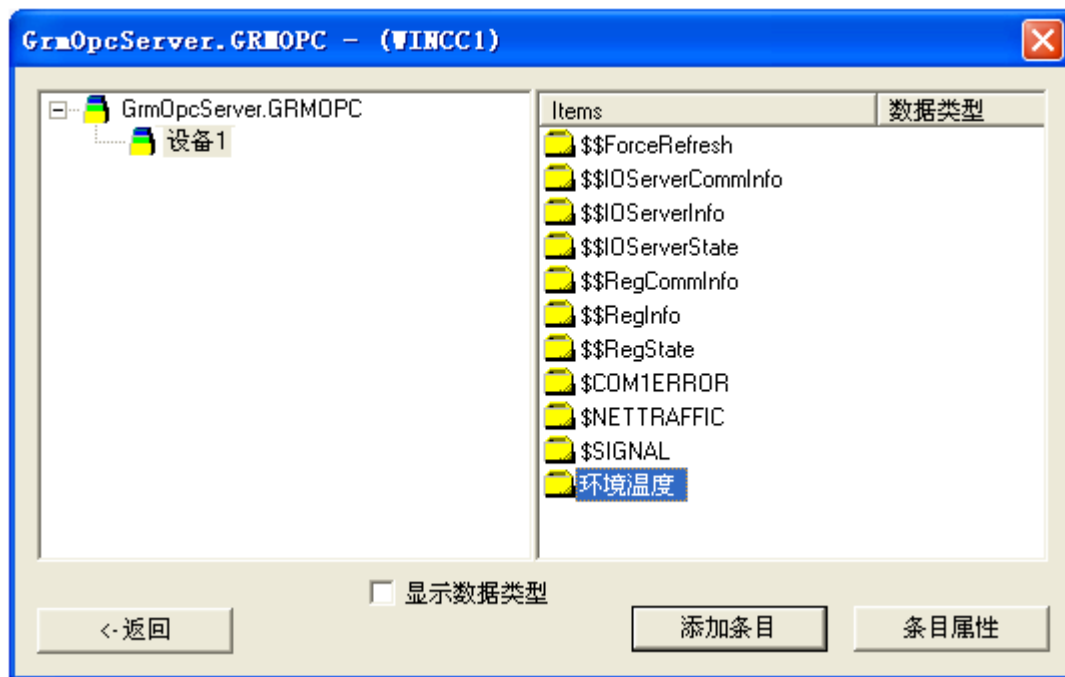 GrmOpcServer.GRMOPC - (WINCC1)
GrmOpcServer.GRMOPC
设备1
Items 数据类型
$$ForceRefresh
$$IOServerCommInfo
$$IOServerInfo
$$IOServerState
$$RegCommInfo
$$RegInfo
$$RegState
$COM1ERROR
$NETTRAFFIC
$SIGNAL
环境温度
显示数据类型
<-返回 添加条目 条目属性